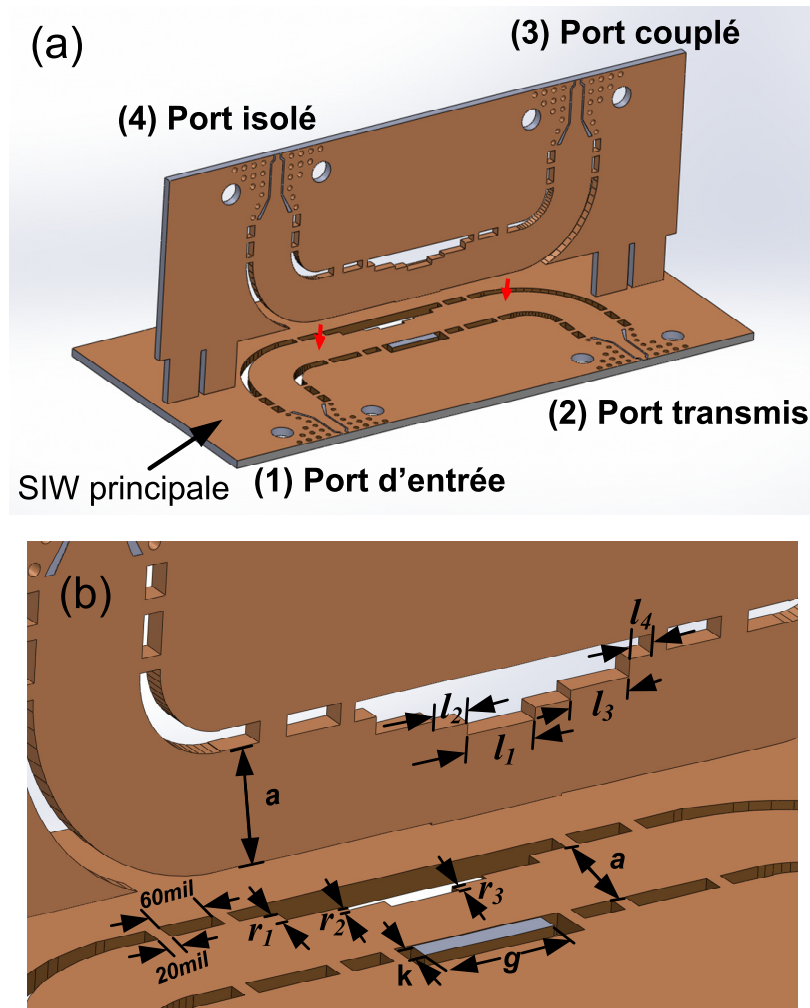 (a)
(3) Port couplé
(4) Port isolé
(2) Port transmis
SIW principale
(1) Port d’entrée
(b)
l4
l2
l3
l1
a
a
60mil
r3
r1
r2
20mil
k
g